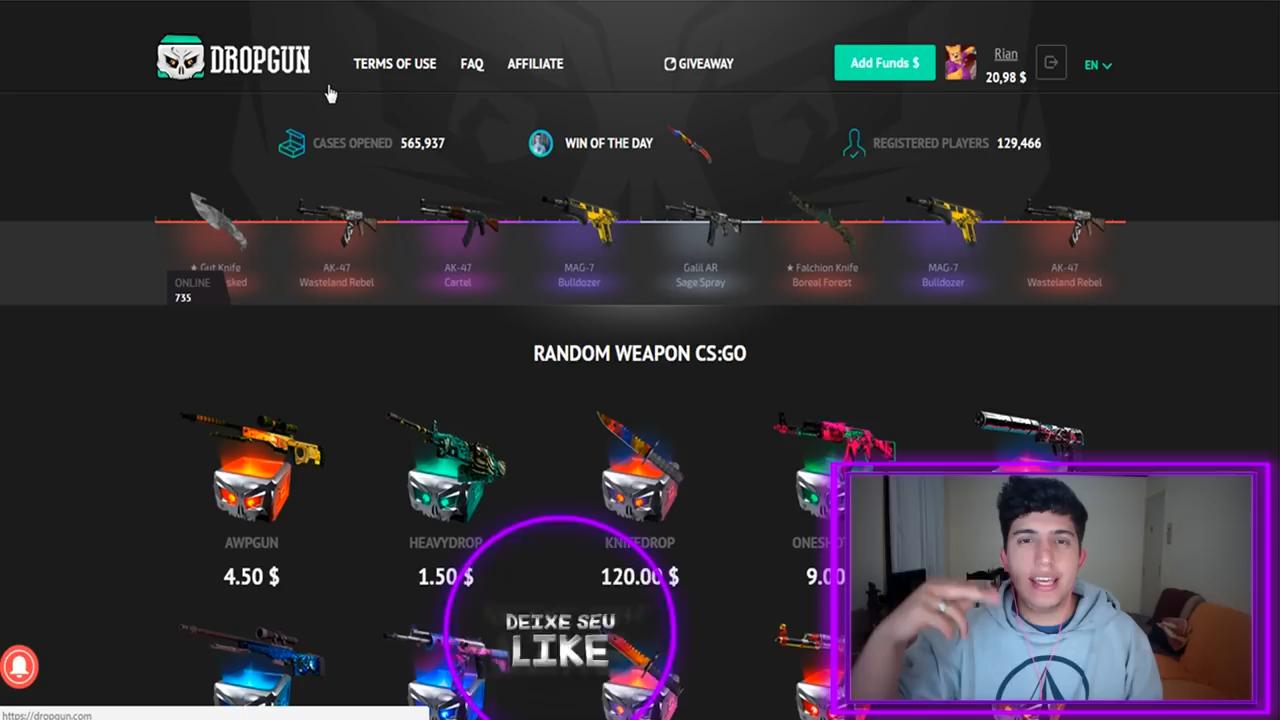 DROPGUN
TERMS OF USE
FAQ
AFFILIATE
GIVEAWAY
Add Funds $
Rian
20,98 $
EN
CASES OPENED 565,937
WIN OF THE DAY
REGISTERED PLAYERS 129,466
★ Gut Knife
AK-47
Wasteland Rebel
AK-47
Cartel
MAG-7
Bulldozer
Galil AR
Sage Spray
★ Falchion Knife
Boreal Forest
MAG-7
Bulldozer
AK-47
Wasteland Rebel
ONLINE
735
RANDOM WEAPON CS:GO
AWPGUN
4.50 $
HEAVYDROP
1.50 $
KNIFEDROP
120.00 $
9.00
DEIXE SEU
LIKE
https://dropgun.com